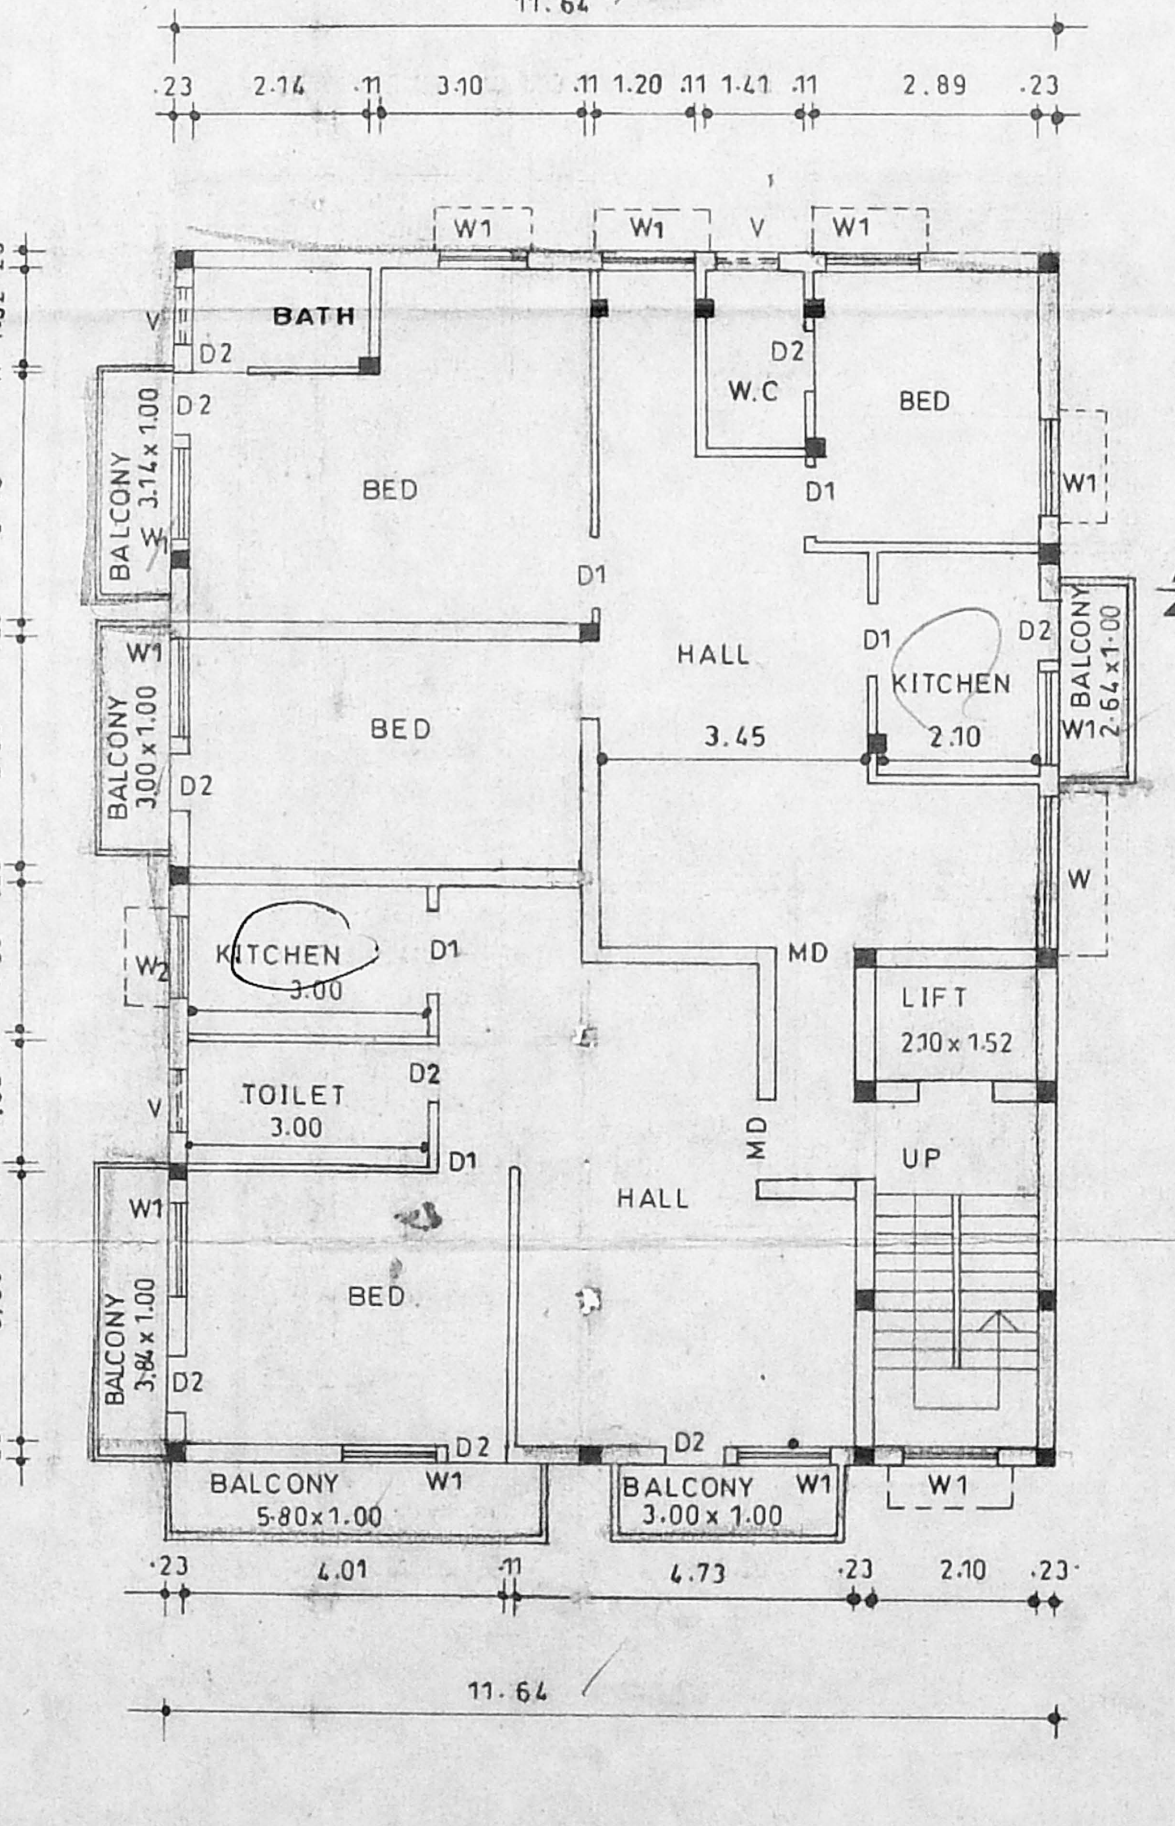 11.64
.23 2.14 .11 3.10 .11 1.20 .11 1.41 .11 2.89 .23
W1 W1 V W1
V BATH
D2 D2
D2 W.C BED
BALCONY
3.14 x 1.00
BED
W1
D1 W1
D1
W1 HALL D1 KITCHEN D2
BALCONY
2.64 x 1.00
BED 3.45 2.10 W1
BALCONY
3.00 x 1.00
D2
W
W2 KITCHEN D1 MD
3.00
LIFT
2.10 x 1.52
D2
V TOILET
3.00
MD
D1 UP
W1 HALL
BED
BALCONY
3.84 x 1.00
D2
D2 D2
BALCONY W1 BALCONY W1 W1
5.80 x 1.00 3.00 x 1.00
.23 4.01 .11 4.73 .23 2.10 .23
11.64